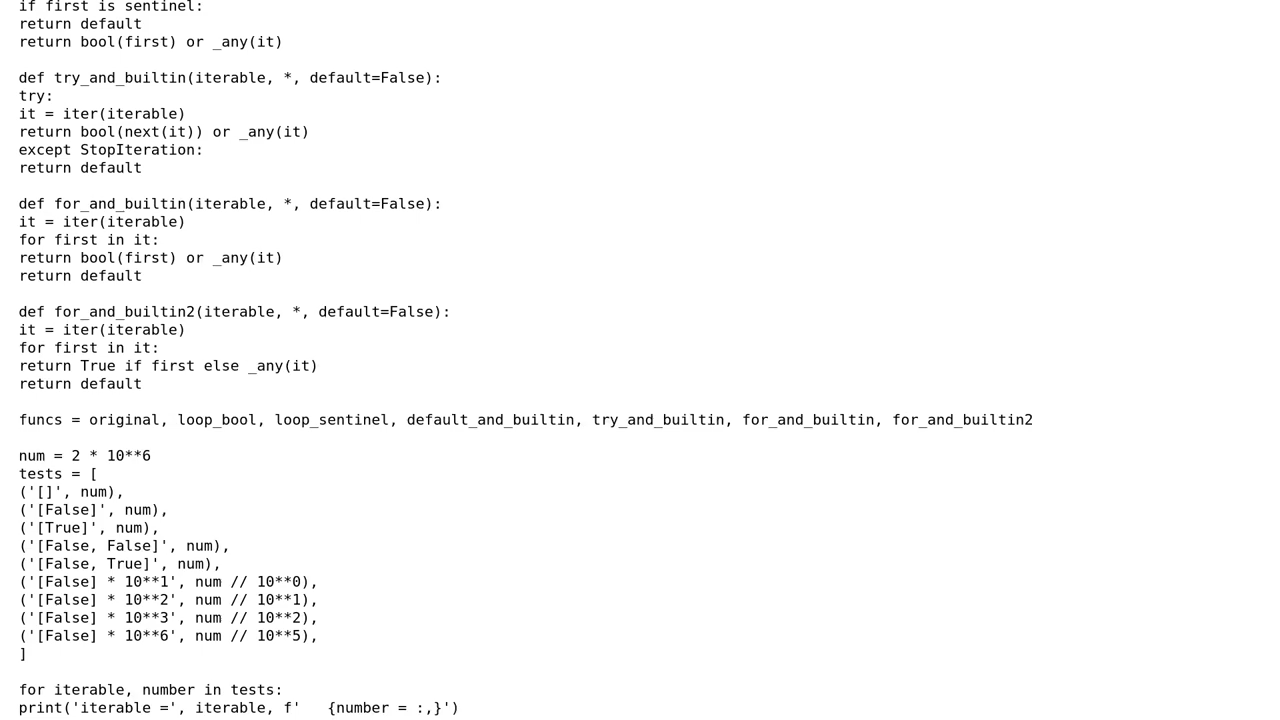 if first is sentinel:
return default
return bool(first) or _any(it)

def try_and_builtin(iterable, *, default=False):
try:
it = iter(iterable)
return bool(next(it)) or _any(it)
except StopIteration:
return default

def for_and_builtin(iterable, *, default=False):
it = iter(iterable)
for first in it:
return bool(first) or _any(it)
return default

def for_and_builtin2(iterable, *, default=False):
it = iter(iterable)
for first in it:
return True if first else _any(it)
return default

funcs = original, loop_bool, loop_sentinel, default_and_builtin, try_and_builtin, for_and_builtin, for_and_builtin2

num = 2 * 10**6
tests = [
('[]', num),
('[False]', num),
('[True]', num),
('[False, False]', num),
('[False, True]', num),
('[False] * 10**1', num // 10**0),
('[False] * 10**2', num // 10**1),
('[False] * 10**3', num // 10**2),
('[False] * 10**6', num // 10**5),
]

for iterable, number in tests:
print('iterable =', iterable, f'   {number = :,}')